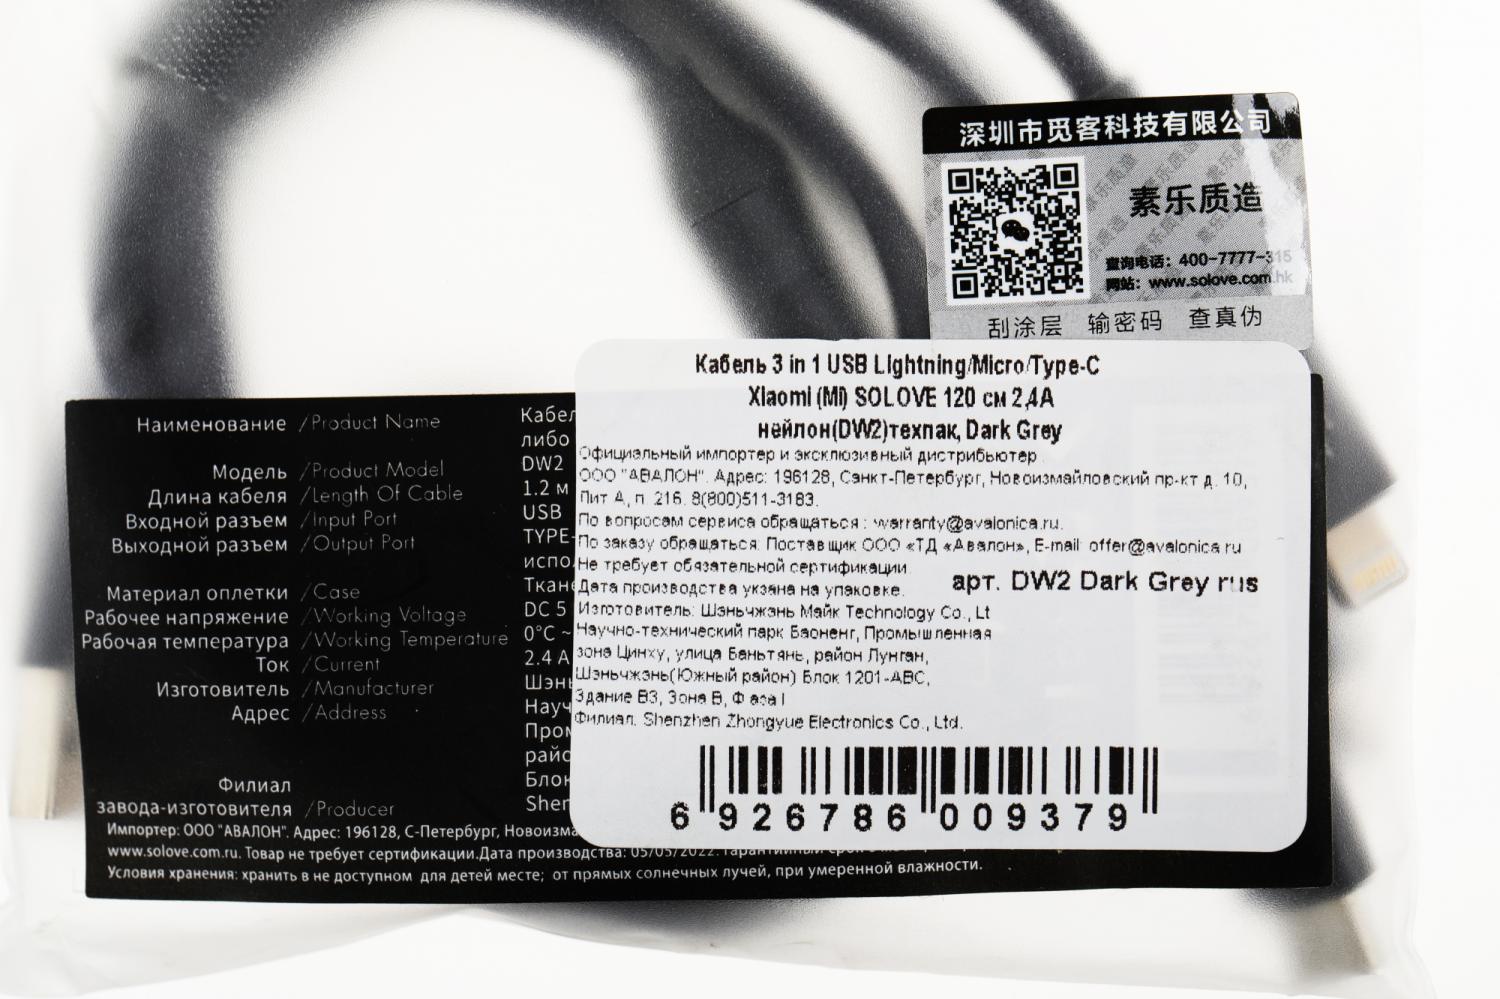 深圳市觅客科技有限公司
素乐质造
查询电话：400-7777-315
网站：www.solove.com.hk
刮涂层 输密码 查真伪
Кабель 3 in 1 USB Lightning/Micro/Type-C
Xiaomi (Mi) SOLOVE 120 см 2,4A
нейлон(DW2)техпак, Dark Grey
Официальный импортер и эксклюзивный дистрибьютер
ООО "АВАЛОН". Адрес: 196128, Санкт-Петербург, Новоизмайловский пр-кт д. 10,
Лит А, п. 216. 8(800)511-3183.
По вопросам сервиса обращаться : warranty@avalonica.ru.
По заказу обращаться: Поставщик ООО «ТД «Авалон», E-mail: offer@avalonica.ru
Не требует обязательной сертификации.
Дата производства указна на упаковке.
арт. DW2 Dark Grey rus
Изготовитель: Шэньчжэнь Майк Technology Co., Lt
Научно-технический парк Баоненг, Промышленная
зона Цинху, улица Баньтянь, район Лунган,
Шэньчжэнь(Южный район) Блок 1201-ABC,
Здание B3, Зона B, Фаза I
Филиал: Shenzhen Zhongyue Electronics Co., Ltd.
6 926786 009379
Наименование /Product Name Кабел
либо
Модель /Product Model DW2
Длина кабеля /Length Of Cable 1.2 м
Входной разъем /Input Port USB
Выходной разъем /Output Port TYPE-
испо
Материал оплетки /Case Ткане
Рабочее напряжение /Working Voltage DC 5
Рабочая температура /Working Temperature 0°C ~
Ток /Current 2.4 A
Изготовитель /Manufacturer Шэнь
Адрес /Address Науч
Пром
райо
Филиал Блок
завода-изготовителя /Producer Shen
Импортер: ООО "АВАЛОН". Адрес: 196128, С-Петербург, Новоизма
www.solove.com.ru. Товар не требует сертификации.Дата производства: 05/05/2022. Гарантийный срок
Условия хранения: хранить в не доступном для детей месте; от прямых солнечных лучей, при умеренной влажности.